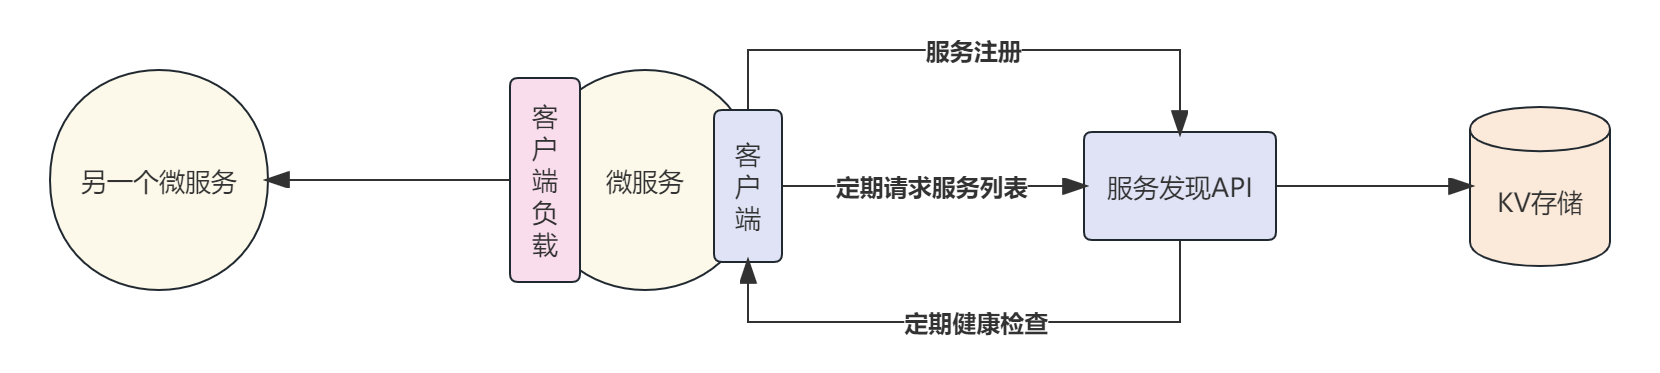 服务注册
另一个微服务
客户端负载
微服务
客户端
定期请求服务列表
服务发现API
KV存储
定期健康检查